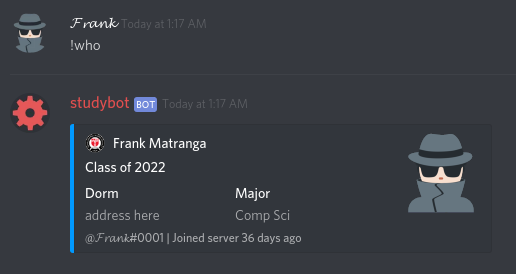 𝓕𝓻𝓪𝓷𝓴 Today at 1:17 AM
!who
studybot BOT Today at 1:17 AM
Frank Matranga
Class of 2022
Dorm Major
address here Comp Sci
@𝓕𝓻𝓪𝓷𝓴#0001 | Joined server 36 days ago